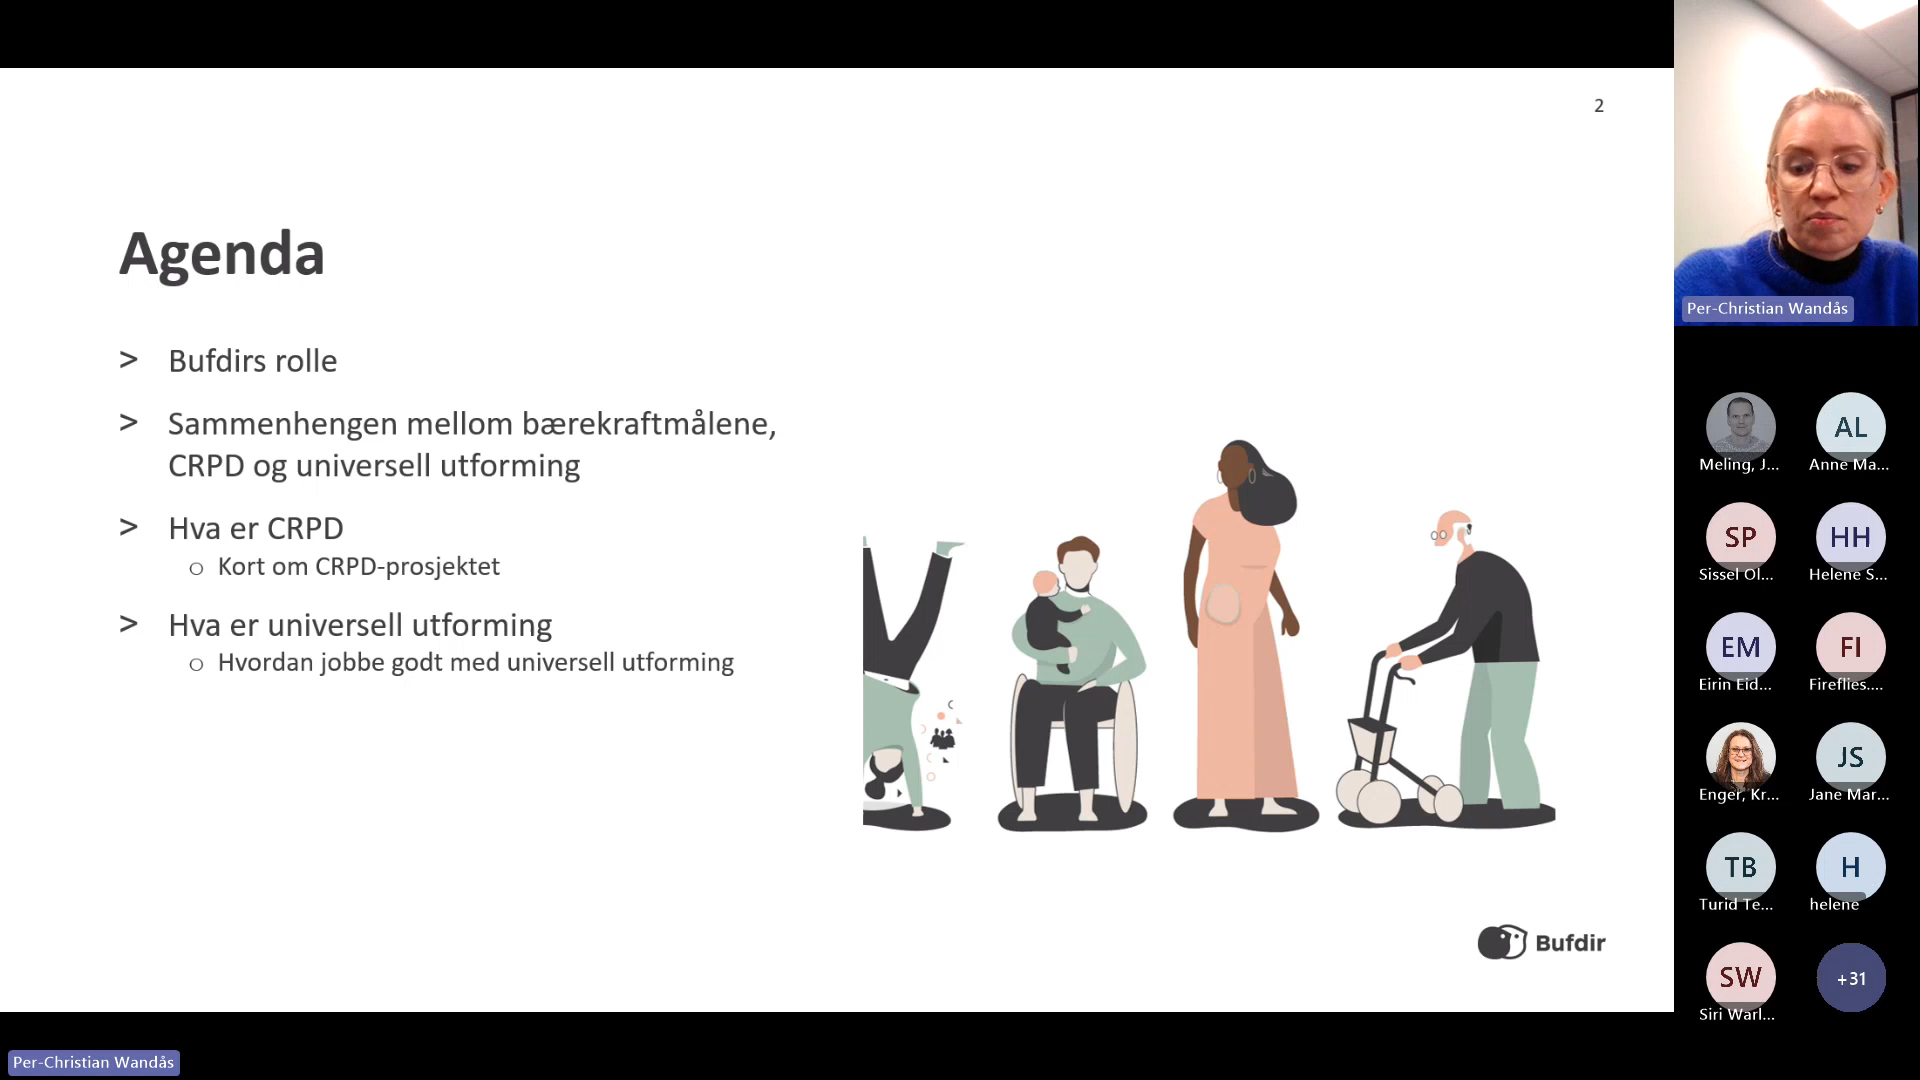 2
Agenda
> Bufdirs rolle
> Sammenhengen mellom bærekraftmålene,
CRPD og universell utforming
> Hva er CRPD
o Kort om CRPD-prosjektet
> Hva er universell utforming
o Hvordan jobbe godt med universell utforming
Bufdir
Per-Christian Wandås
Per-Christian Wandås
Meling, J...
AL
Anne Ma...
SP
Sissel Ol...
HH
Helene S...
EM
Eirin Eid...
FI
Fireflies....
Enger, Kr...
JS
Jane Mar...
TB
Turid Te...
H
helene
SW
Siri Warl...
+31